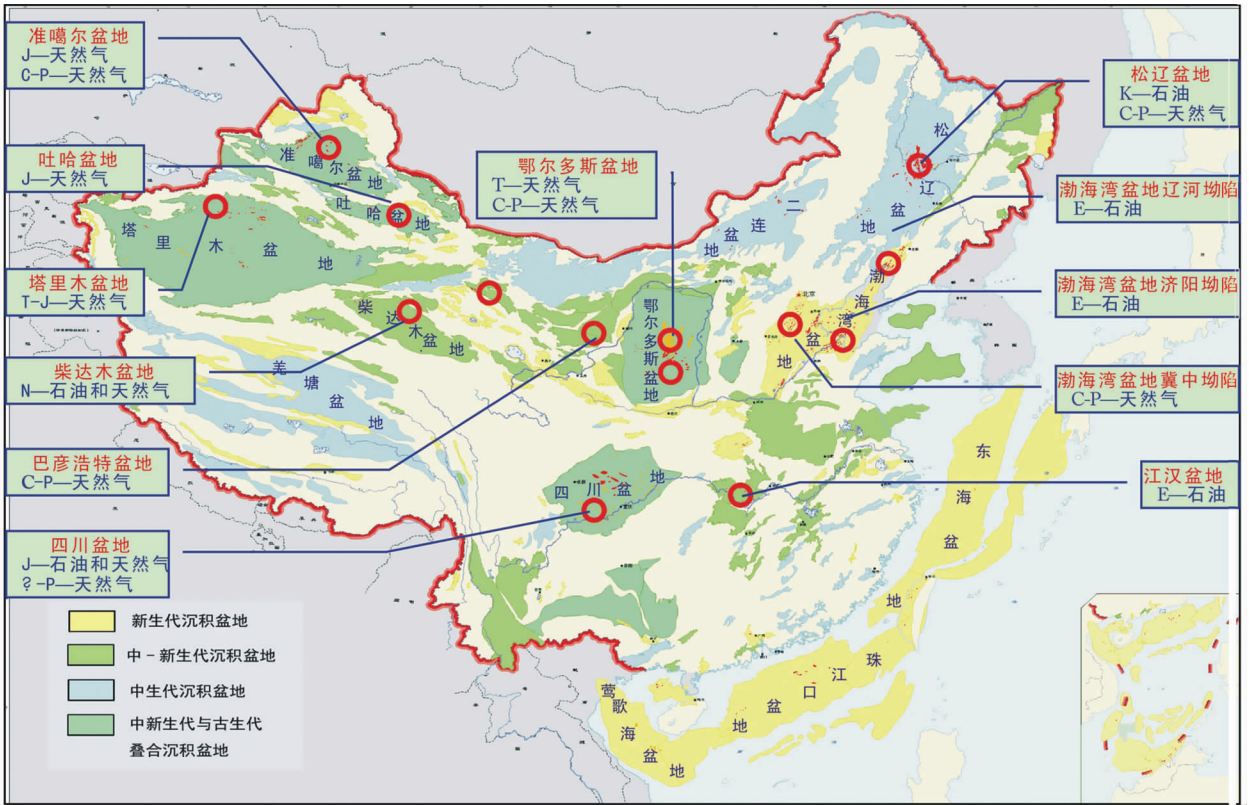 准噶尔盆地
J—天然气
C-P—天然气
吐哈盆地
J—天然气
塔里木盆地
T-J—天然气
柴达木盆地
N—石油和天然气
巴彦浩特盆地
C-P—天然气
四川盆地
J—石油和天然气
?-P—天然气
鄂尔多斯盆地
T—天然气
C-P—天然气
松辽盆地
K—石油
C-P—天然气
渤海湾盆地辽河坳陷
E—石油
渤海湾盆地济阳坳陷
E—石油
渤海湾盆地冀中坳陷
C-P—天然气
江汉盆地
E—石油
准噶尔盆地
吐哈盆地
塔里木盆地
柴达木盆地
羌塘盆地
二连盆地
松辽盆地
鄂尔多斯盆地
北京
渤海湾盆地
四川盆地
东海盆地
珠江口盆地
莺歌海盆地
新生代沉积盆地
中-新生代沉积盆地
中生代沉积盆地
中新生代与古生代
叠合沉积盆地